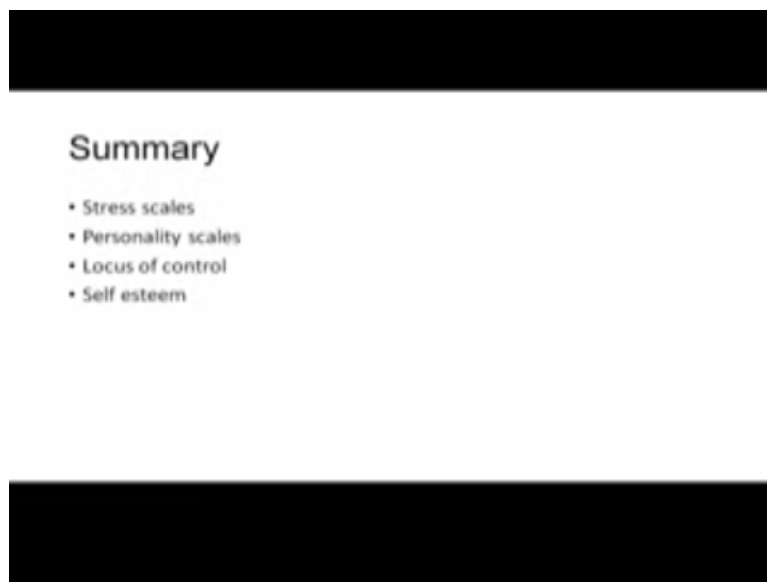 Summary
• Stress scales
• Personality scales
• Locus of control
• Self esteem